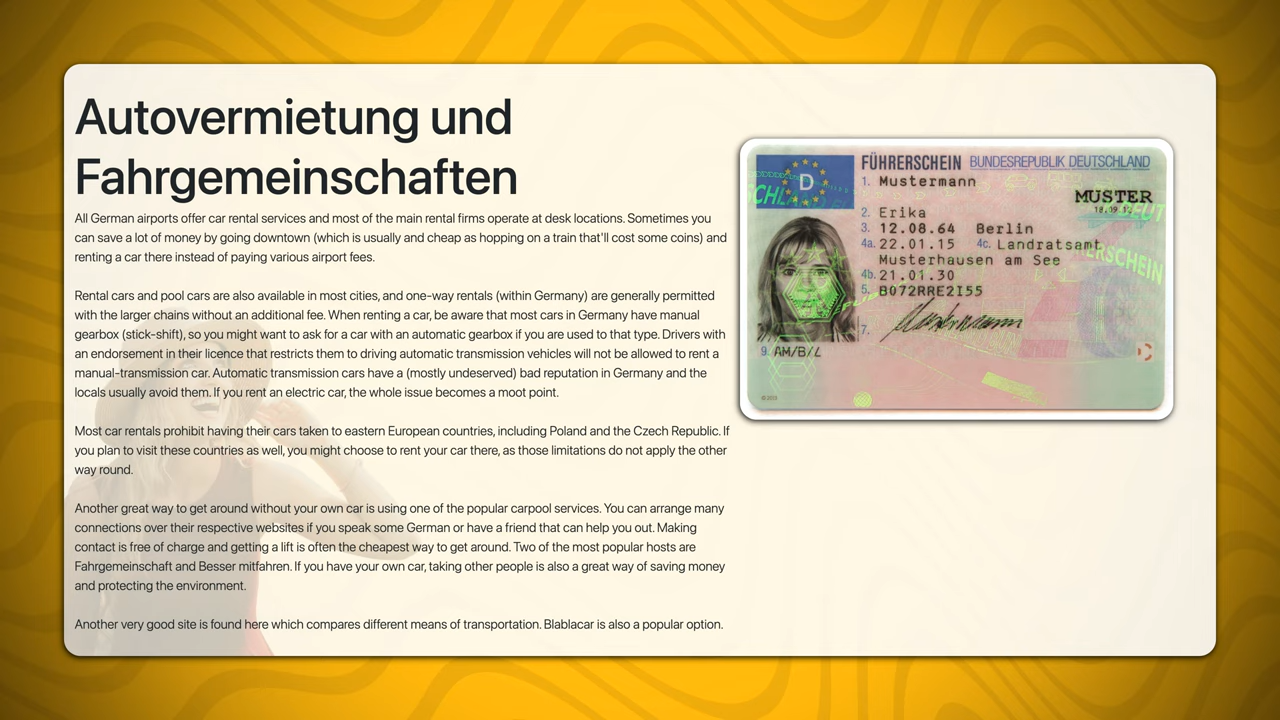 Autovermietung und
Fahrgemeinschaften
All German airports offer car rental services and most of the main rental firms operate at desk locations. Sometimes you
can save a lot of money by going downtown (which is usually and cheap as hopping on a train that'll cost some coins) and
renting a car there instead of paying various airport fees.
Rental cars and pool cars are also available in most cities, and one-way rentals (within Germany) are generally permitted
with the larger chains without an additional fee. When renting a car, be aware that most cars in Germany have manual
gearbox (stick-shift), so you might want to ask for a car with an automatic gearbox if you are used to that type. Drivers with
an endorsement in their licence that restricts them to driving automatic transmission vehicles will not be allowed to rent a
manual-transmission car. Automatic transmission cars have a (mostly undeserved) bad reputation in Germany and the
locals usually avoid them. If you rent an electric car, the whole issue becomes a moot point.
Most car rentals prohibit having their cars taken to eastern European countries, including Poland and the Czech Republic. If
you plan to visit these countries as well, you might choose to rent your car there, as those limitations do not apply the other
way round.
Another great way to get around without your own car is using one of the popular carpool services. You can arrange many
connections over their respective websites if you speak some German or have a friend that can help you out. Making
contact is free of charge and getting a lift is often the cheapest way to get around. Two of the most popular hosts are
Fahrgemeinschaft and Besser mitfahren. If you have your own car, taking other people is also a great way of saving money
and protecting the environment.
Another very good site is found here which compares different means of transportation. Blablacar is also a popular option.
D
FÜHRERSCHEIN BUNDESREPUBLIK DEUTSCHLAND
1. Mustermann
MUSTER
2. Erika
3. 12.08.64 Berlin
4a. 22.01.15 4c. Landratsamt
Musterhausen am See
4b. 21.01.30
5. B072RRE2I55
7.
9. AM/B/L